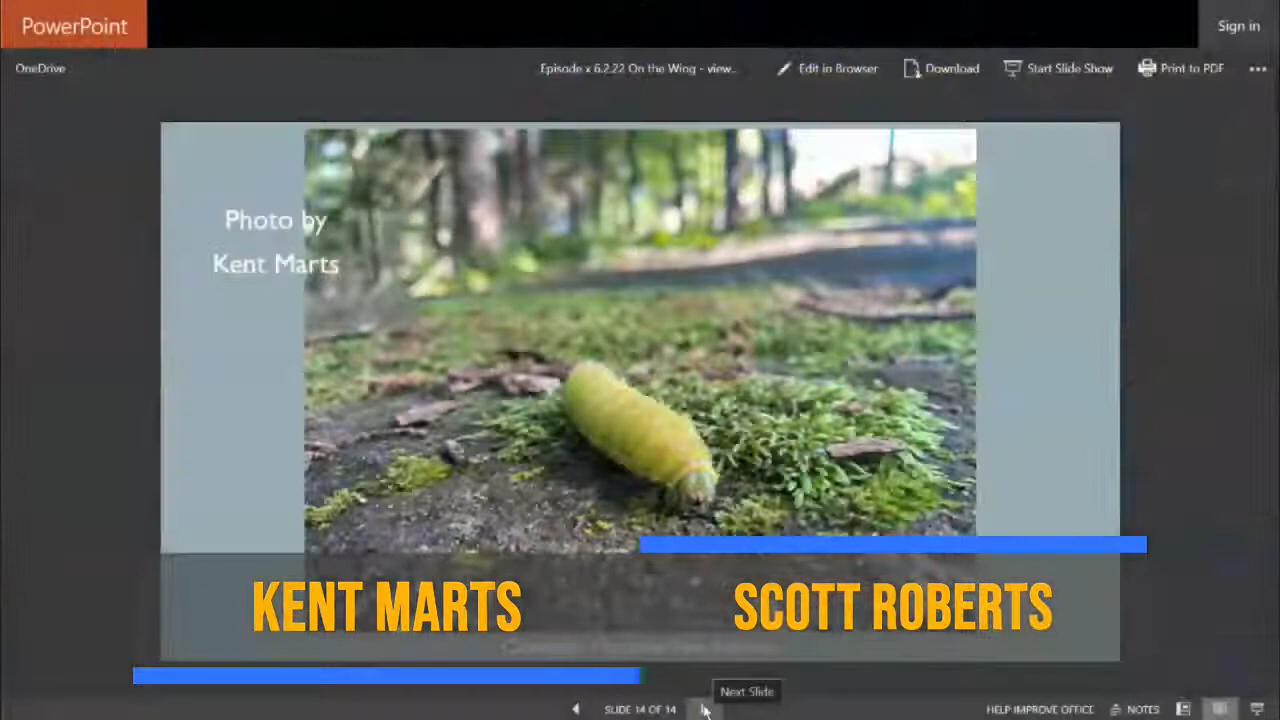 PowerPoint
Sign in
OneDrive
Episode x 6.2.22 On the Wing - view...
Edit in Browser
Download
Start Slide Show
Print to PDF
Photo by
Kent Marts
KENT MARTS
SCOTT ROBERTS
Next Slide
SLIDE 14 OF 14
HELP IMPROVE OFFICE
NOTES